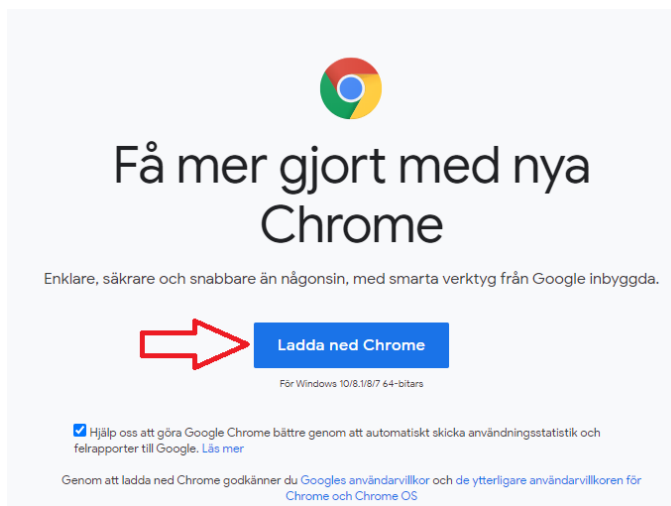 Få mer gjort med nya
Chrome
Enklare, säkrare och snabbare än någonsin, med smarta verktyg från Google inbyggda.
Ladda ned Chrome
För Windows 10/8.1/8/7 64-bitars
Hjälp oss att göra Google Chrome bättre genom att automatiskt skicka användningsstatistik och
felrapporter till Google. Läs mer
Genom att ladda ned Chrome godkänner du Googles användarvillkor och de ytterligare användarvillkoren för
Chrome och Chrome OS